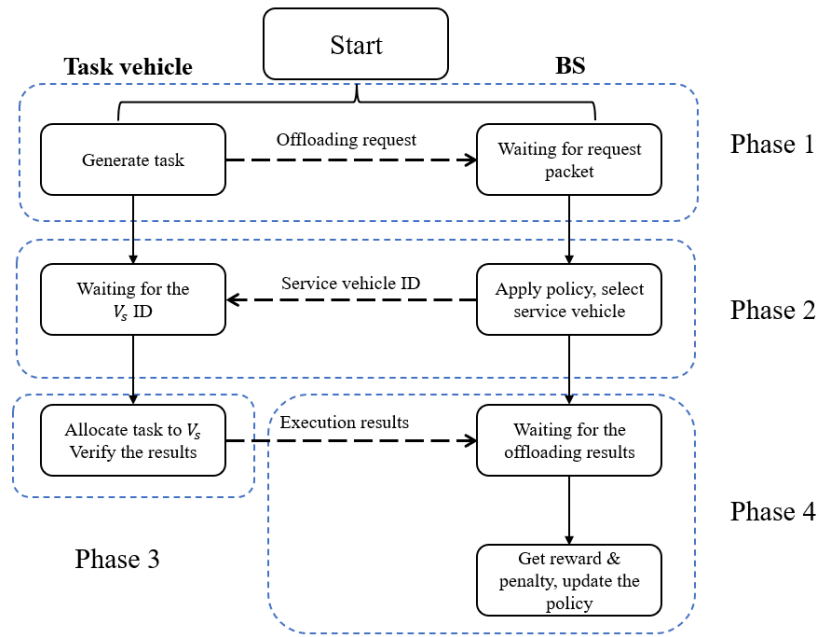 Start
Task vehicle
BS
Generate task
Offloading request
Waiting for request
packet
Phase 1
Waiting for the
Vs ID
Service vehicle ID
Apply policy, select
service vehicle
Phase 2
Allocate task to Vs
Verify the results
Execution results
Waiting for the
offloading results
Phase 3
Phase 4
Get reward &
penalty, update the
policy